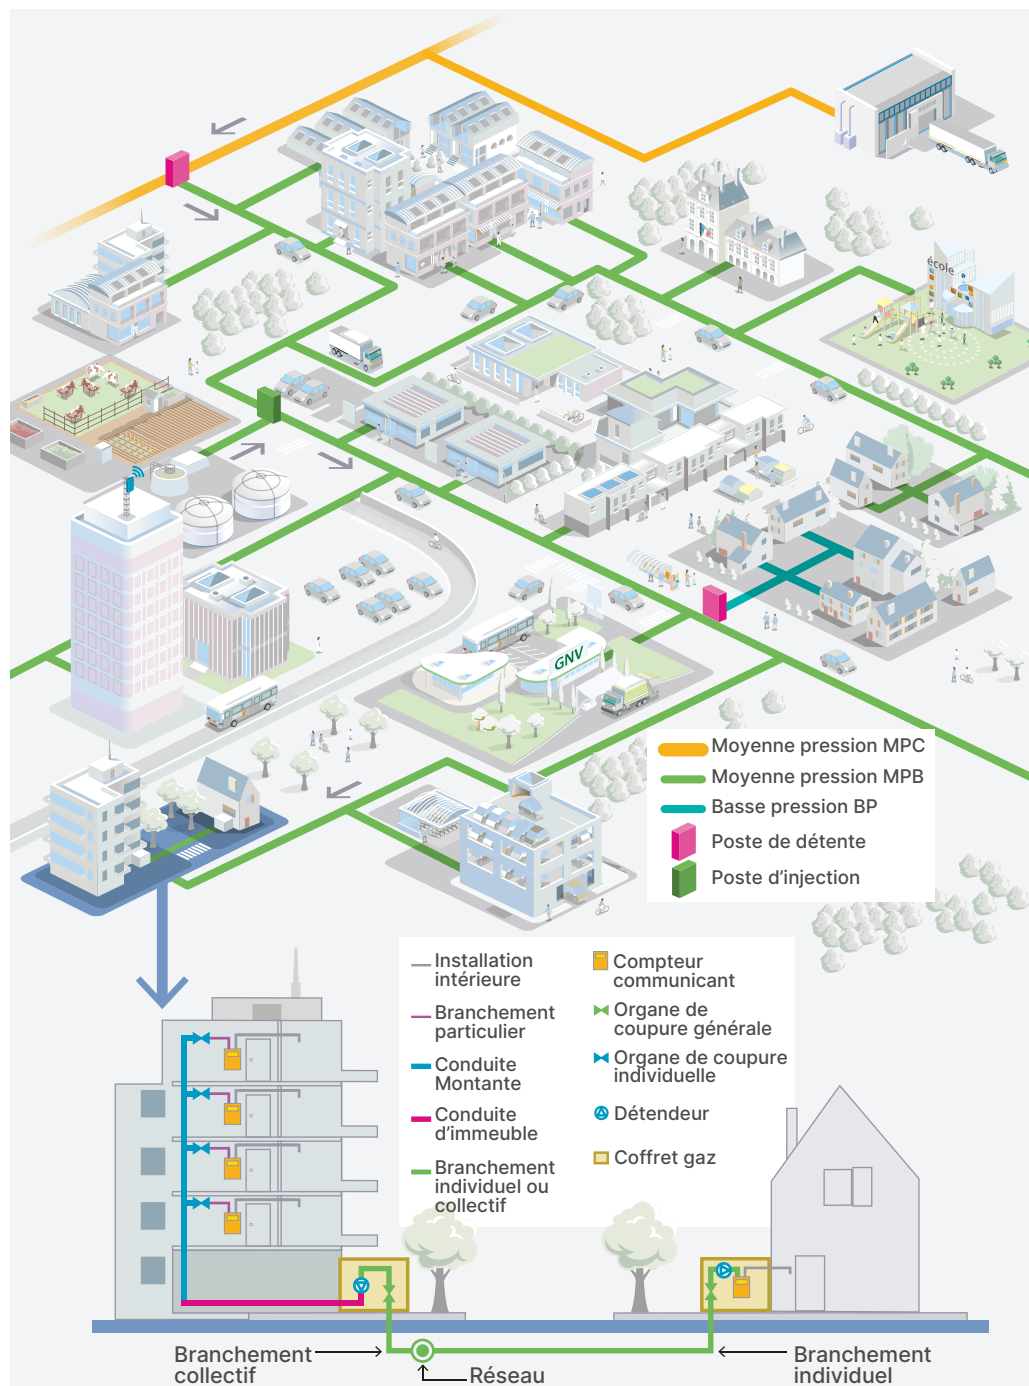 école
GNV
Moyenne pression MPC
Moyenne pression MPB
Basse pression BP
Poste de détente
Poste d'injection
Installation
intérieure
Branchement
particulier
Conduite
Montante
Conduite
d'immeuble
Branchement
individuel ou
collectif
Compteur
communicant
Organe de
coupure générale
Organe de coupure
individuelle
Détendeur
Coffret gaz
Branchement
collectif
Réseau
Branchement
individuel